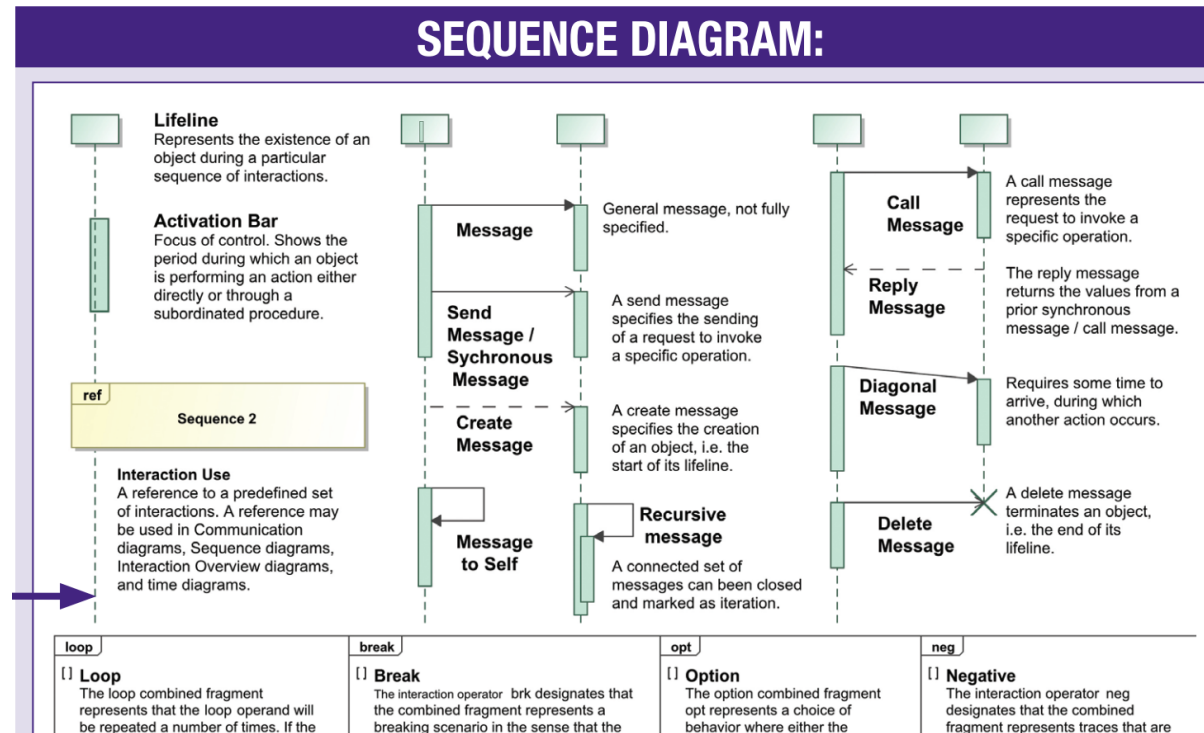 SEQUENCE DIAGRAM:
Lifeline
Represents the existence of an
object during a particular
sequence of interactions.
Activation Bar
Focus of control. Shows the
period during which an object
is performing an action either
directly or through a
subordinated procedure.
ref
Sequence 2
Interaction Use
A reference to a predefined set
of interactions. A reference may
be used in Communication
diagrams, Sequence diagrams,
Interaction Overview diagrams,
and time diagrams.
Message
General message, not fully
specified.
Send
Message /
Sychronous
Message
A send message
specifies the sending
of a request to invoke
a specific operation.
Create
Message
A create message
specifies the creation
of an object, i.e. the
start of its lifeline.
Message
to Self
Recursive
message
A connected set of
messages can been closed
and marked as iteration.
Call
Message
A call message
represents the
request to invoke a
specific operation.
Reply
Message
The reply message
returns the values from a
prior synchronous
message / call message.
Diagonal
Message
Requires some time to
arrive, during which
another action occurs.
Delete
Message
A delete message
terminates an object,
i.e. the end of its
lifeline.
loop
[ ] Loop
The loop combined fragment
represents that the loop operand will
be repeated a number of times. If the
break
[ ] Break
The interaction operator brk designates that
the combined fragment represents a
breaking scenario in the sense that the
opt
[ ] Option
The option combined fragment
opt represents a choice of
behavior where either the
neg
[ ] Negative
The interaction operator neg
designates that the combined
fragment represents traces that are